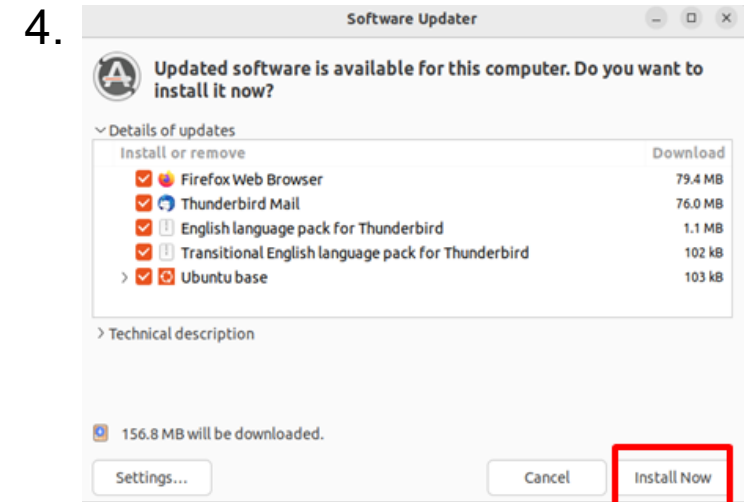 4.
Software Updater
Updated software is available for this computer. Do you want to
install it now?
Details of updates
Install or remove Download
Firefox Web Browser 79.4 MB
Thunderbird Mail 76.0 MB
English language pack for Thunderbird 1.1 MB
Transitional English language pack for Thunderbird 102 kB
Ubuntu base 103 kB
Technical description
156.8 MB will be downloaded.
Settings... Cancel Install Now